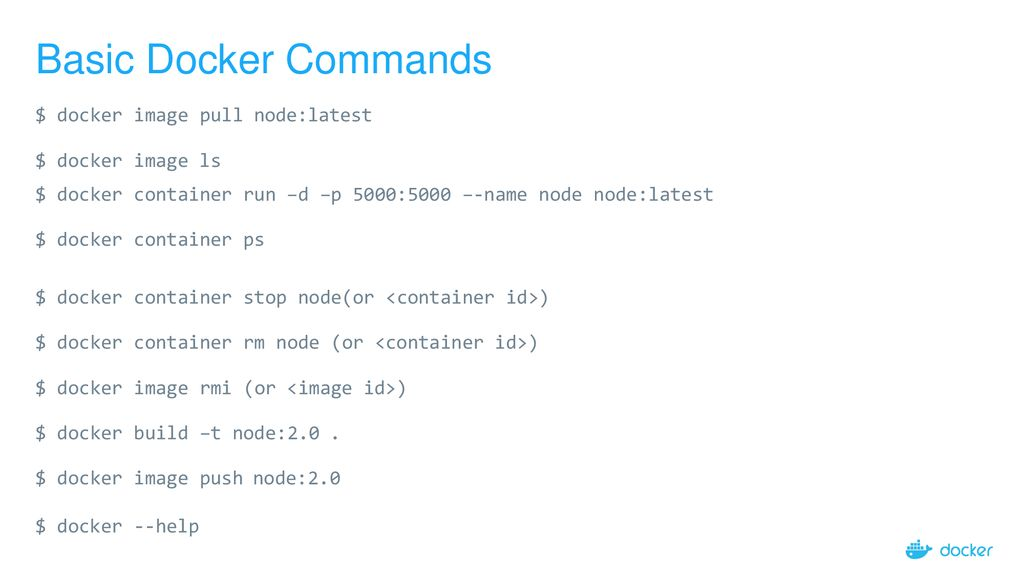 Basic Docker Commands
$ docker image pull node:latest
$ docker image ls
$ docker container run –d –p 5000:5000 –-name node node:latest
$ docker container ps
$ docker container stop node(or <container id>)
$ docker container rm node (or <container id>)
$ docker image rmi (or <image id>)
$ docker build –t node:2.0 .
$ docker image push node:2.0
$ docker --help
docker